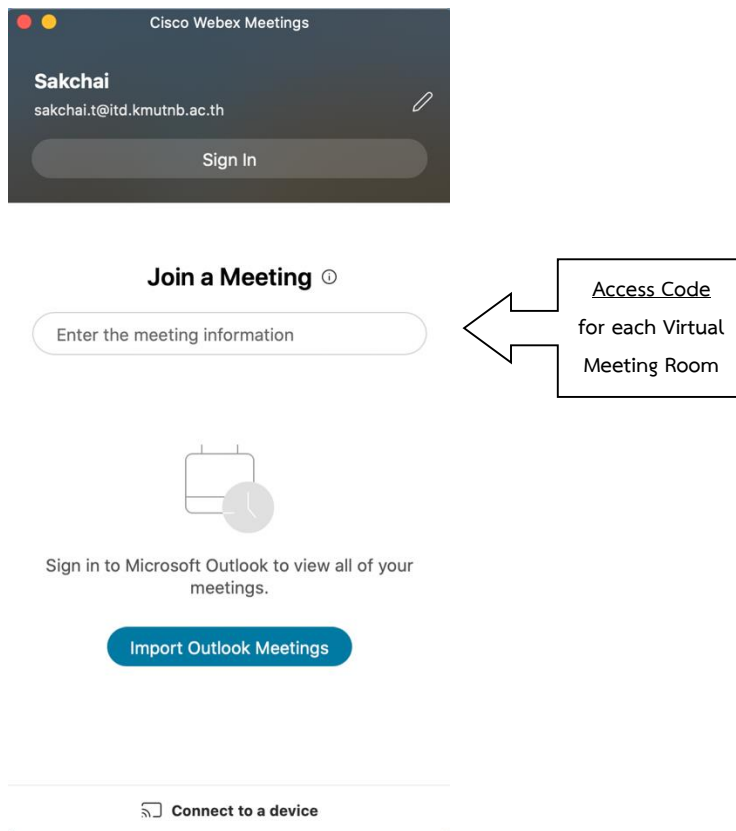 Cisco Webex Meetings
Sakchai
sakchai.t@itd.kmutnb.ac.th
Sign In
Join a Meeting
Enter the meeting information
Access Code
for each Virtual
Meeting Room
Sign in to Microsoft Outlook to view all of your
meetings.
Import Outlook Meetings
Connect to a device